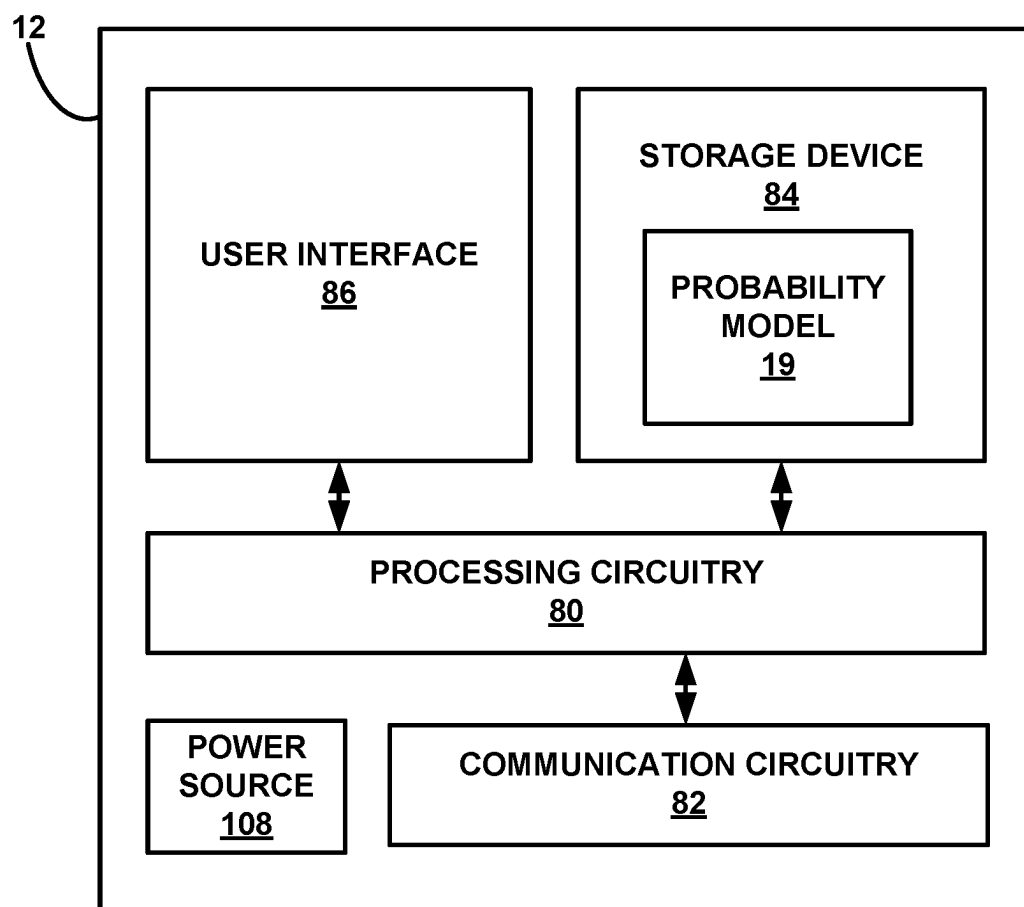 12
USER INTERFACE
86
STORAGE DEVICE
84
PROBABILITY
MODEL
19
PROCESSING CIRCUITRY
80
POWER
SOURCE
108
COMMUNICATION CIRCUITRY
82